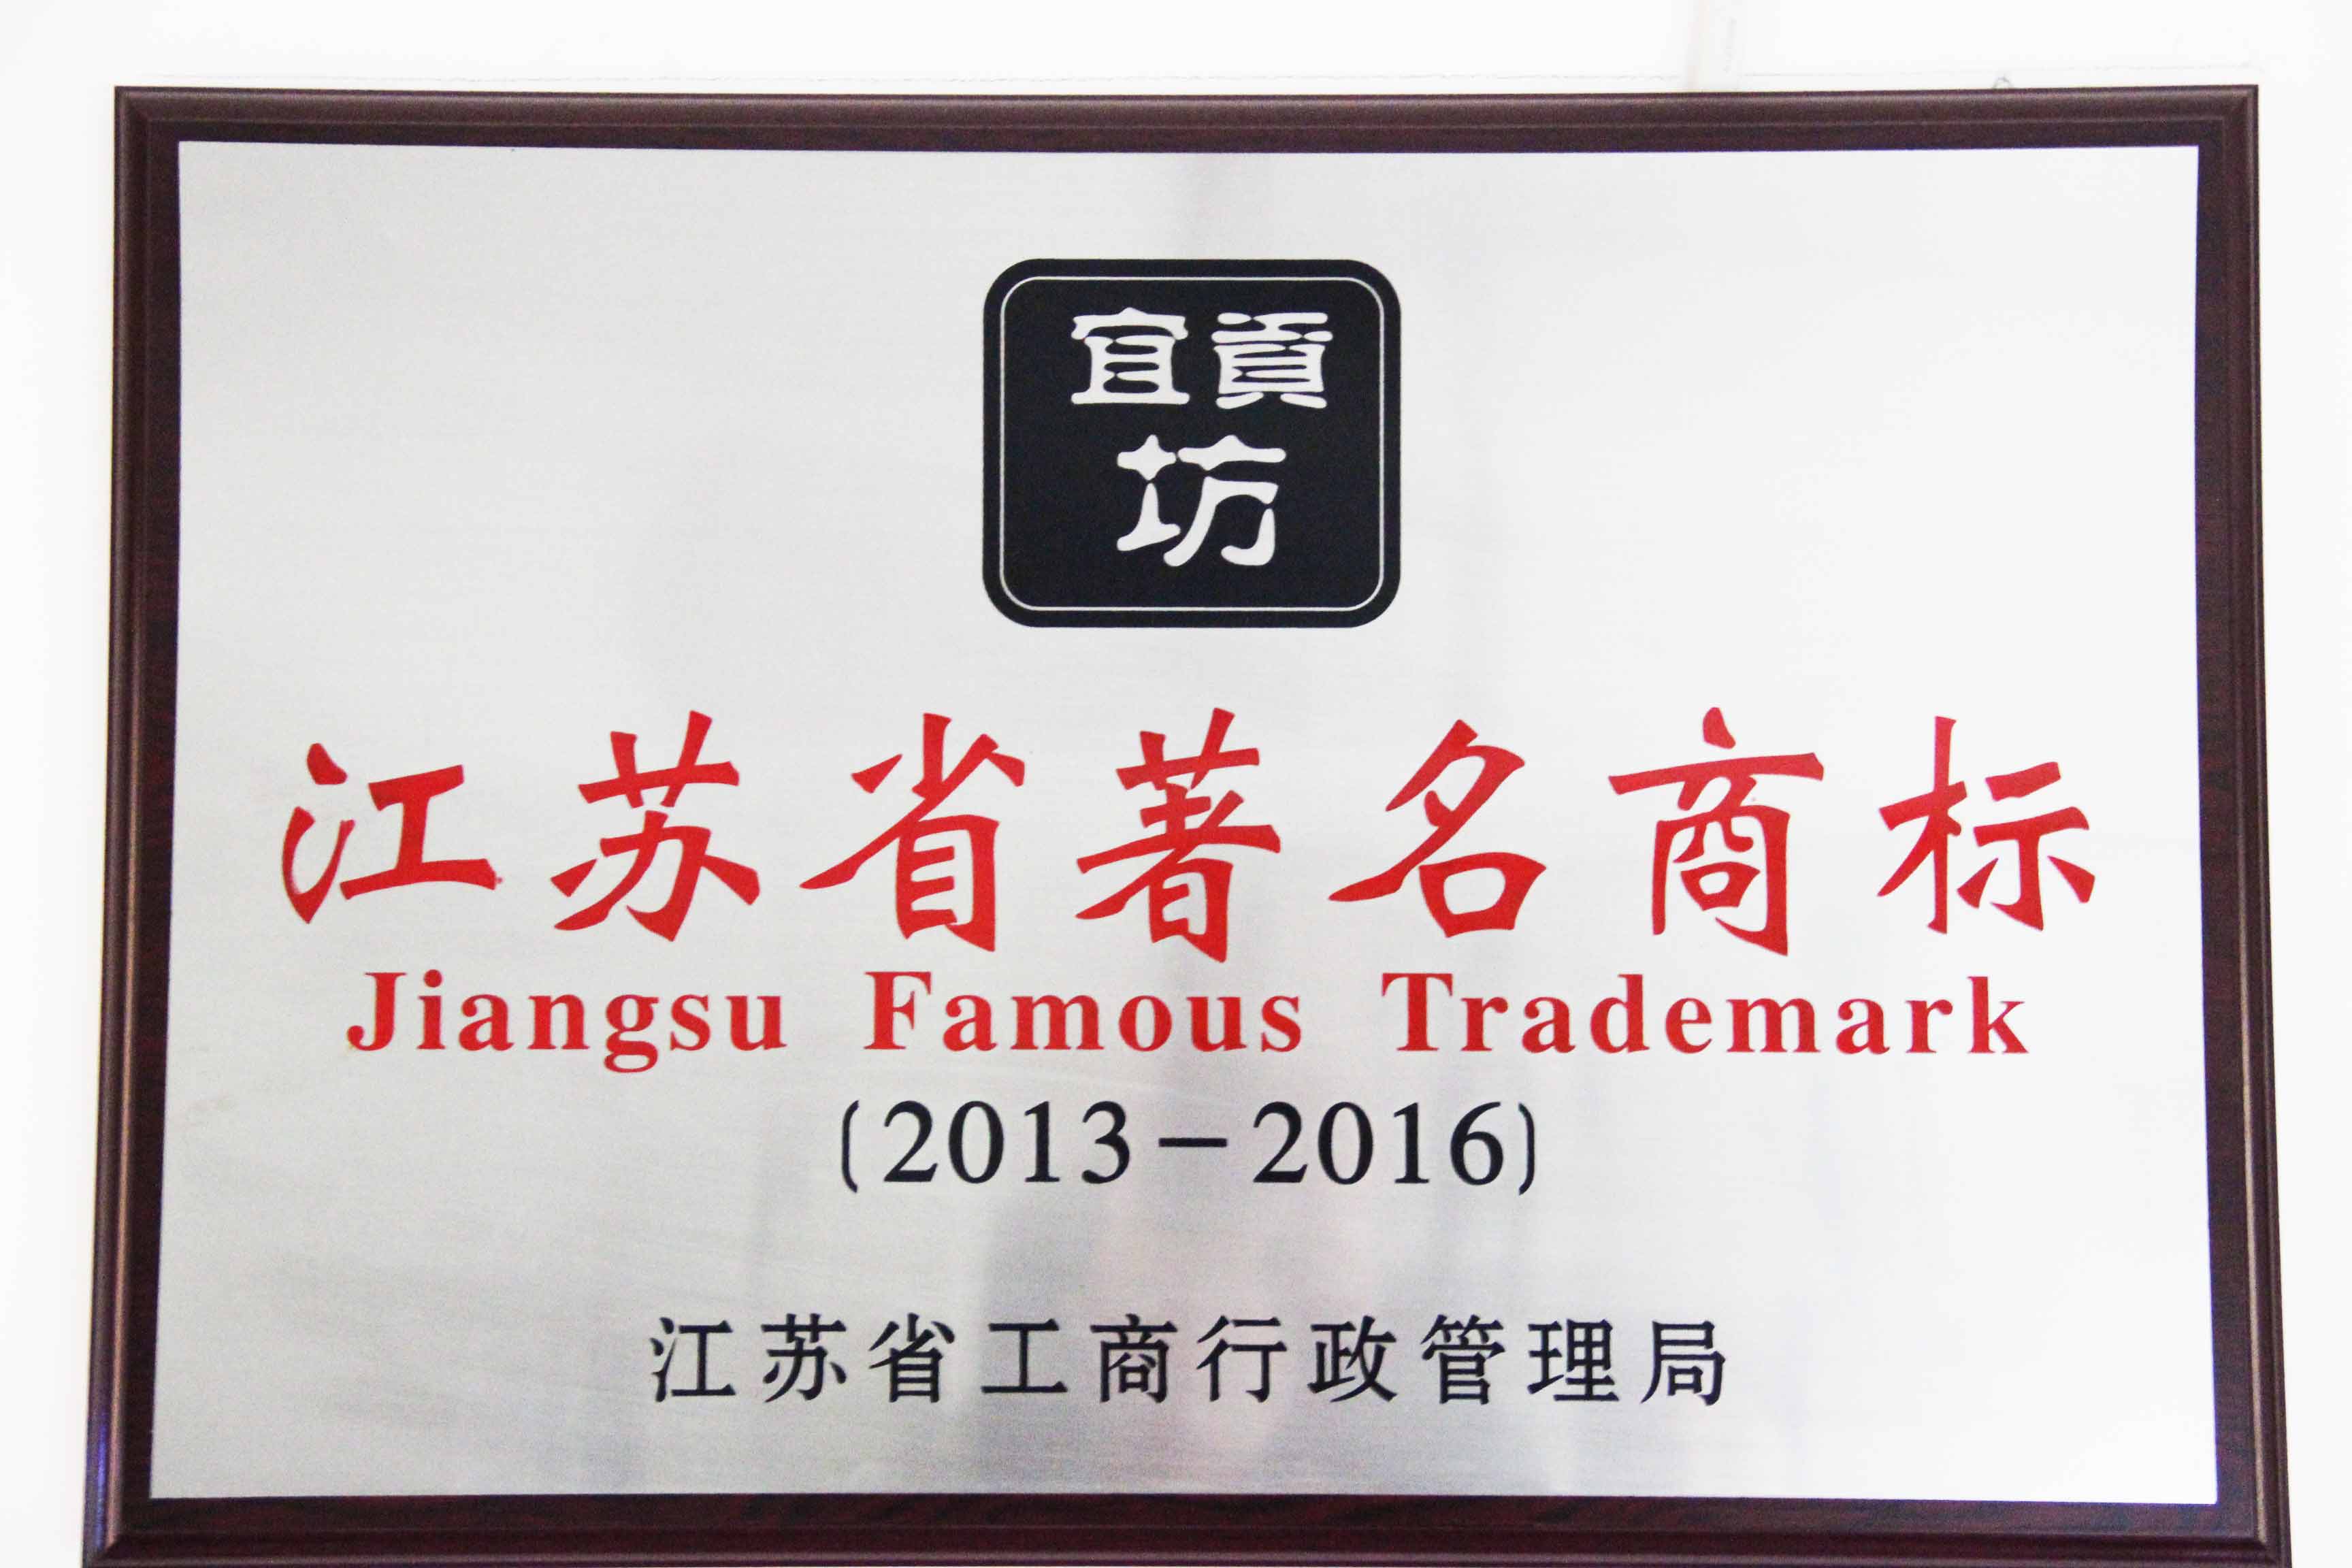 宜貢
坊
江苏省著名商标
Jiangsu Famous Trademark
(2013-2016)
江苏省工商行政管理局